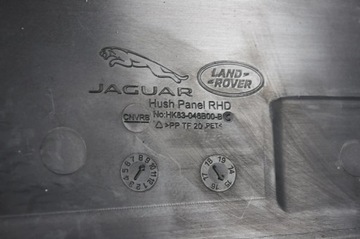 JAGUAR
LAND
ROVER
Hush Panel RHD
CNVRS
No:HK83-046B00-B
>PP TF 20 PET<